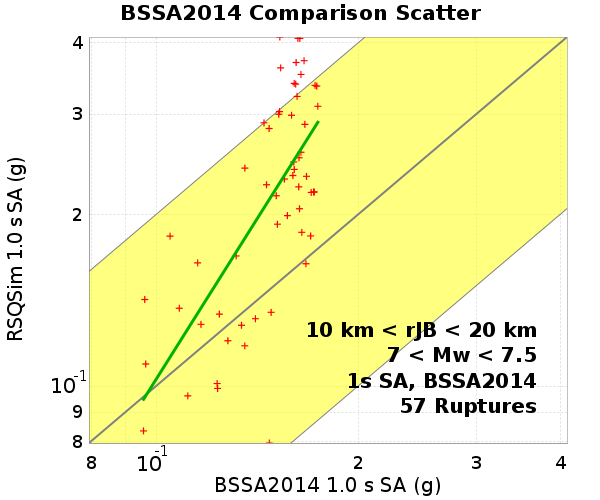 BSSA2014 Comparison Scatter
RSQSim 1.0 s SA (g)
4
3
2
10⁻¹
9
8
10 km < rJB < 20 km
7 < Mw < 7.5
1s SA, BSSA2014
57 Ruptures
8 10⁻¹ 2 3 4
BSSA2014 1.0 s SA (g)